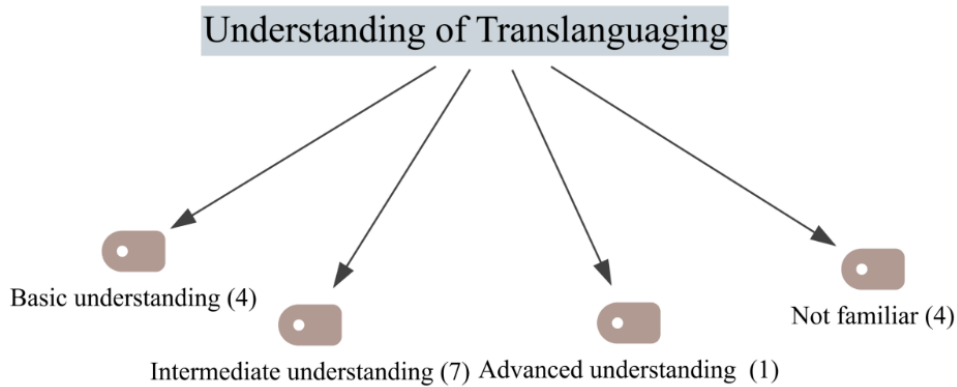 Understanding of Translanguaging
Basic understanding (4)
Intermediate understanding (7)
Advanced understanding (1)
Not familiar (4)